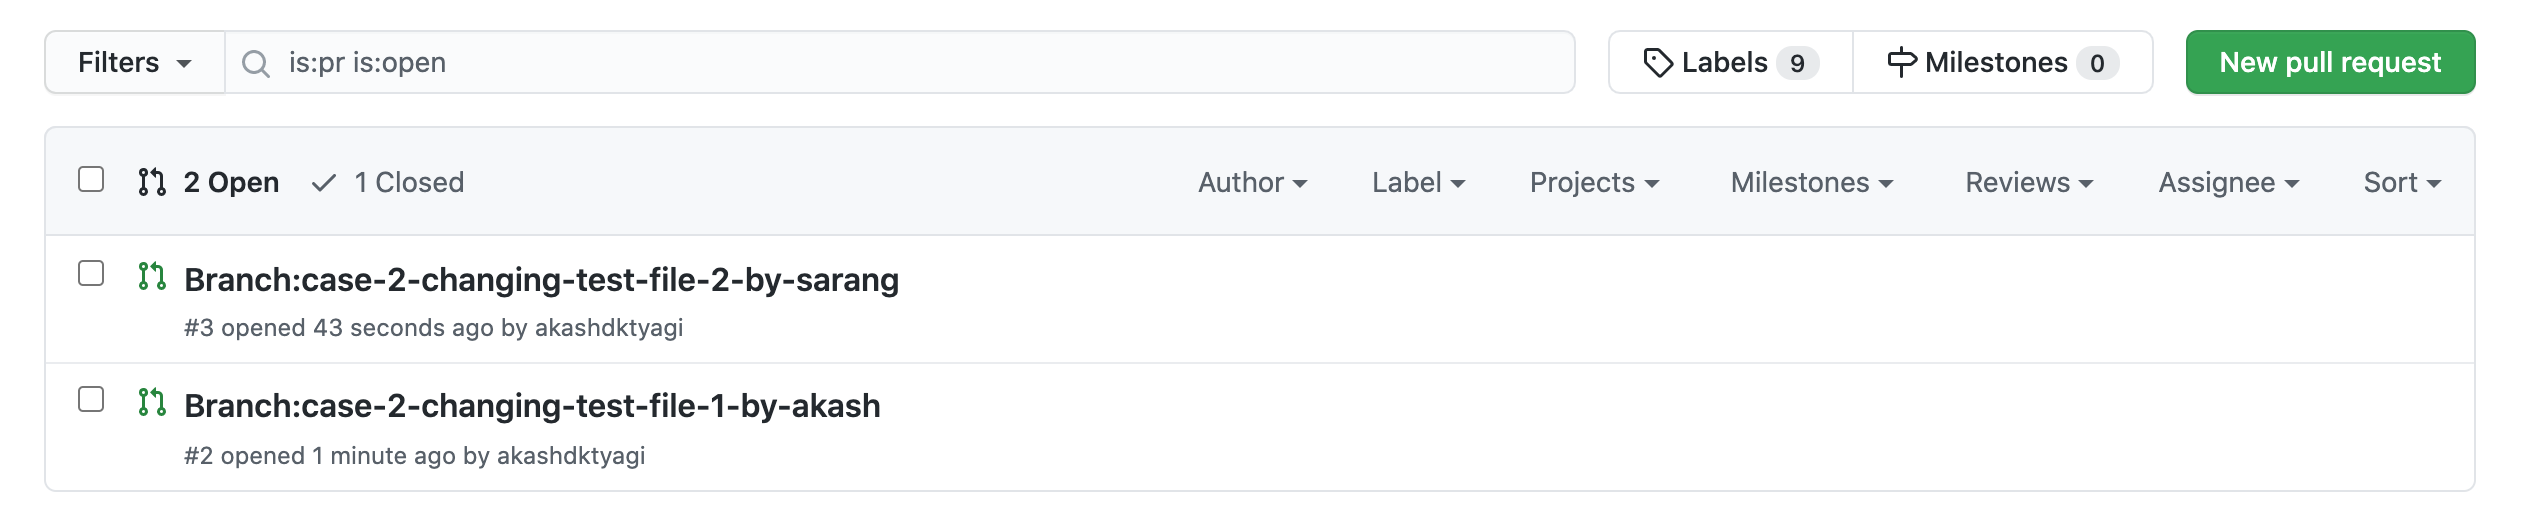 Filters is:pr is:open Labels 9 Milestones 0 New pull request
2 Open 1 Closed Author Label Projects Milestones Reviews Assignee Sort
Branch:case-2-changing-test-file-2-by-sarang
#3 opened 43 seconds ago by akashdktyagi
Branch:case-2-changing-test-file-1-by-akash
#2 opened 1 minute ago by akashdktyagi